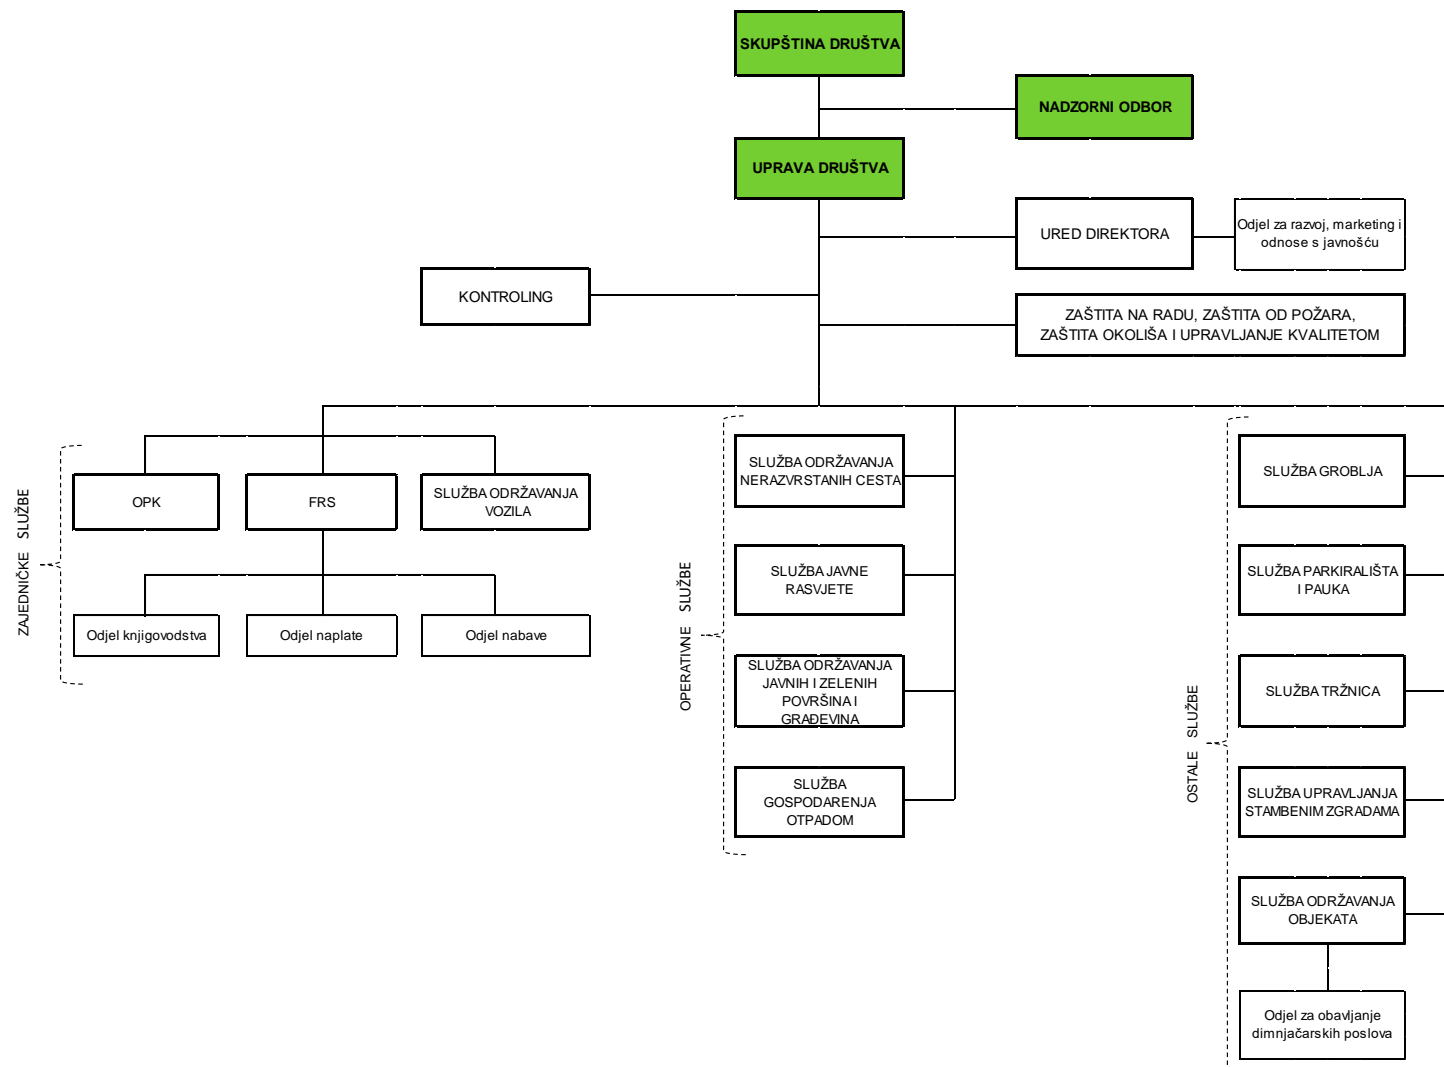 SKUPŠTINA DRUŠTVA
NADZORNI ODBOR
UPRAVA DRUŠTVA
URED DIREKTORA
Odjel za razvoj, marketing i
odnose s javnošću
KONTROLING
ZAŠTITA NA RADU, ZAŠTITA OD POŽARA,
ZAŠTITA OKOLIŠA I UPRAVLJANJE KVALITETOM
ZAJEDNIČKE SLUŽBE
OPK
FRS
SLUŽBA ODRŽAVANJA
VOZILA
Odjel knjigovodstva
Odjel naplate
Odjel nabave
OPERATIVNE SLUŽBE
SLUŽBA ODRŽAVANJA
NERAZVRSTANIH CESTA
SLUŽBA JAVNE
RASVJETE
SLUŽBA ODRŽAVANJA
JAVNIH I ZELENIH
POVRŠINA I
GRAĐEVINA
SLUŽBA
GOSPODARENJA
OTPADOM
OSTALE SLUŽBE
SLUŽBA GROBLJA
SLUŽBA PARKIRALIŠTA
I PAUKA
SLUŽBA TRŽNICA
SLUŽBA UPRAVLJANJA
STAMBENIM ZGRADAMA
SLUŽBA ODRŽAVANJA
OBJEKATA
Odjel za obavljanje
dimnjačarskih poslova